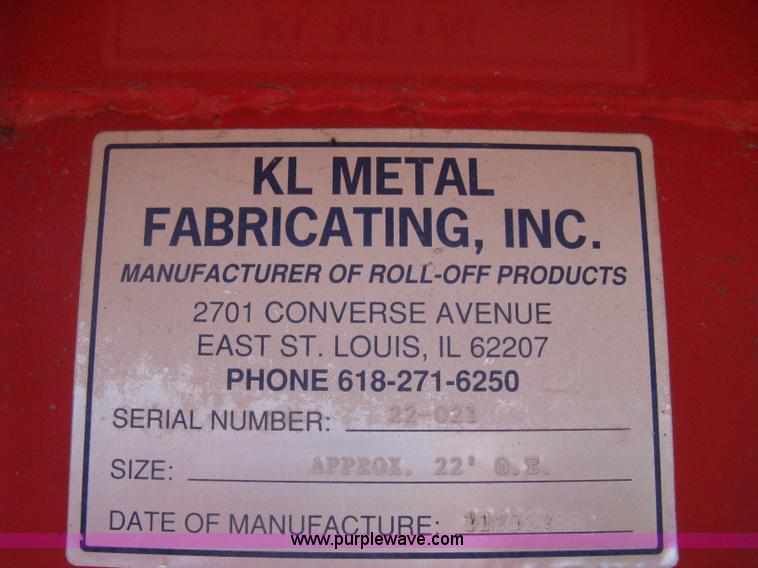 KL METAL
FABRICATING, INC.
MANUFACTURER OF ROLL-OFF PRODUCTS
2701 CONVERSE AVENUE
EAST ST. LOUIS, IL 62207
PHONE 618-271-6250
SERIAL NUMBER: 22-021
SIZE: APPROX. 22' O.E.
DATE OF MANUFACTURE:
www.purplewave.com